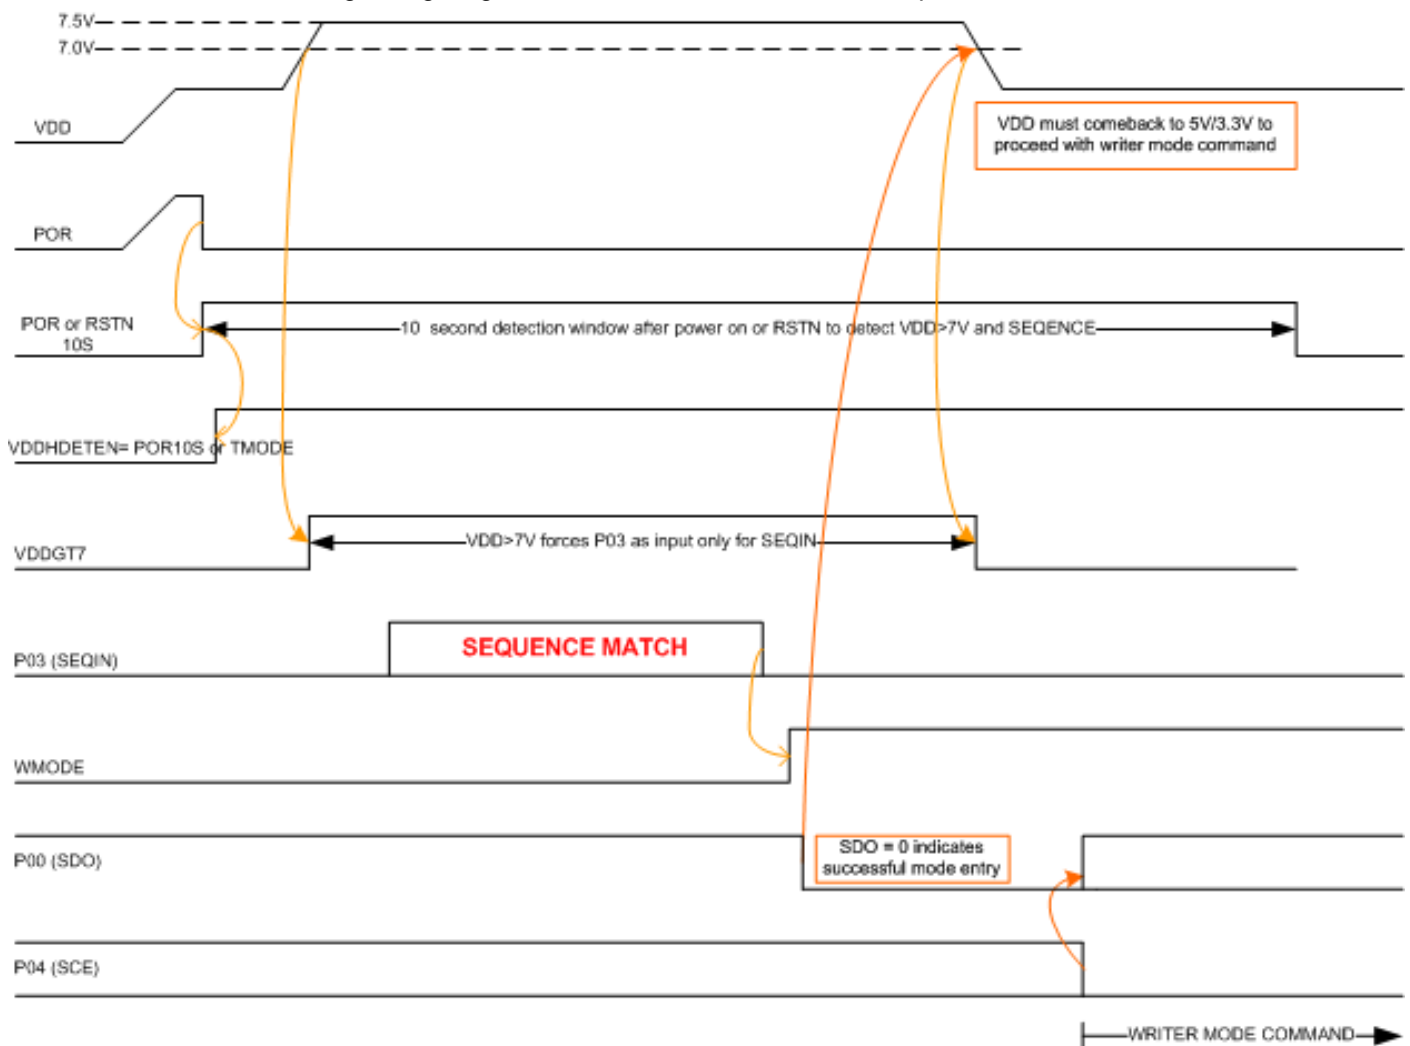 7.5V
7.0V
VDD
VDD must comeback to 5V/3.3V to
proceed with writer mode command
POR
POR or RSTN
10S
10 second detection window after power on or RSTN to detect VDD>7V and SEQENCE
VDDHDETEN= POR10S or TMODE
VDDGT7
VDD>7V forces P03 as input only for SEQIN
P03 (SEQIN)
SEQUENCE MATCH
WMODE
P00 (SDO)
SDO = 0 indicates
successful mode entry
P04 (SCE)
WRITER MODE COMMAND